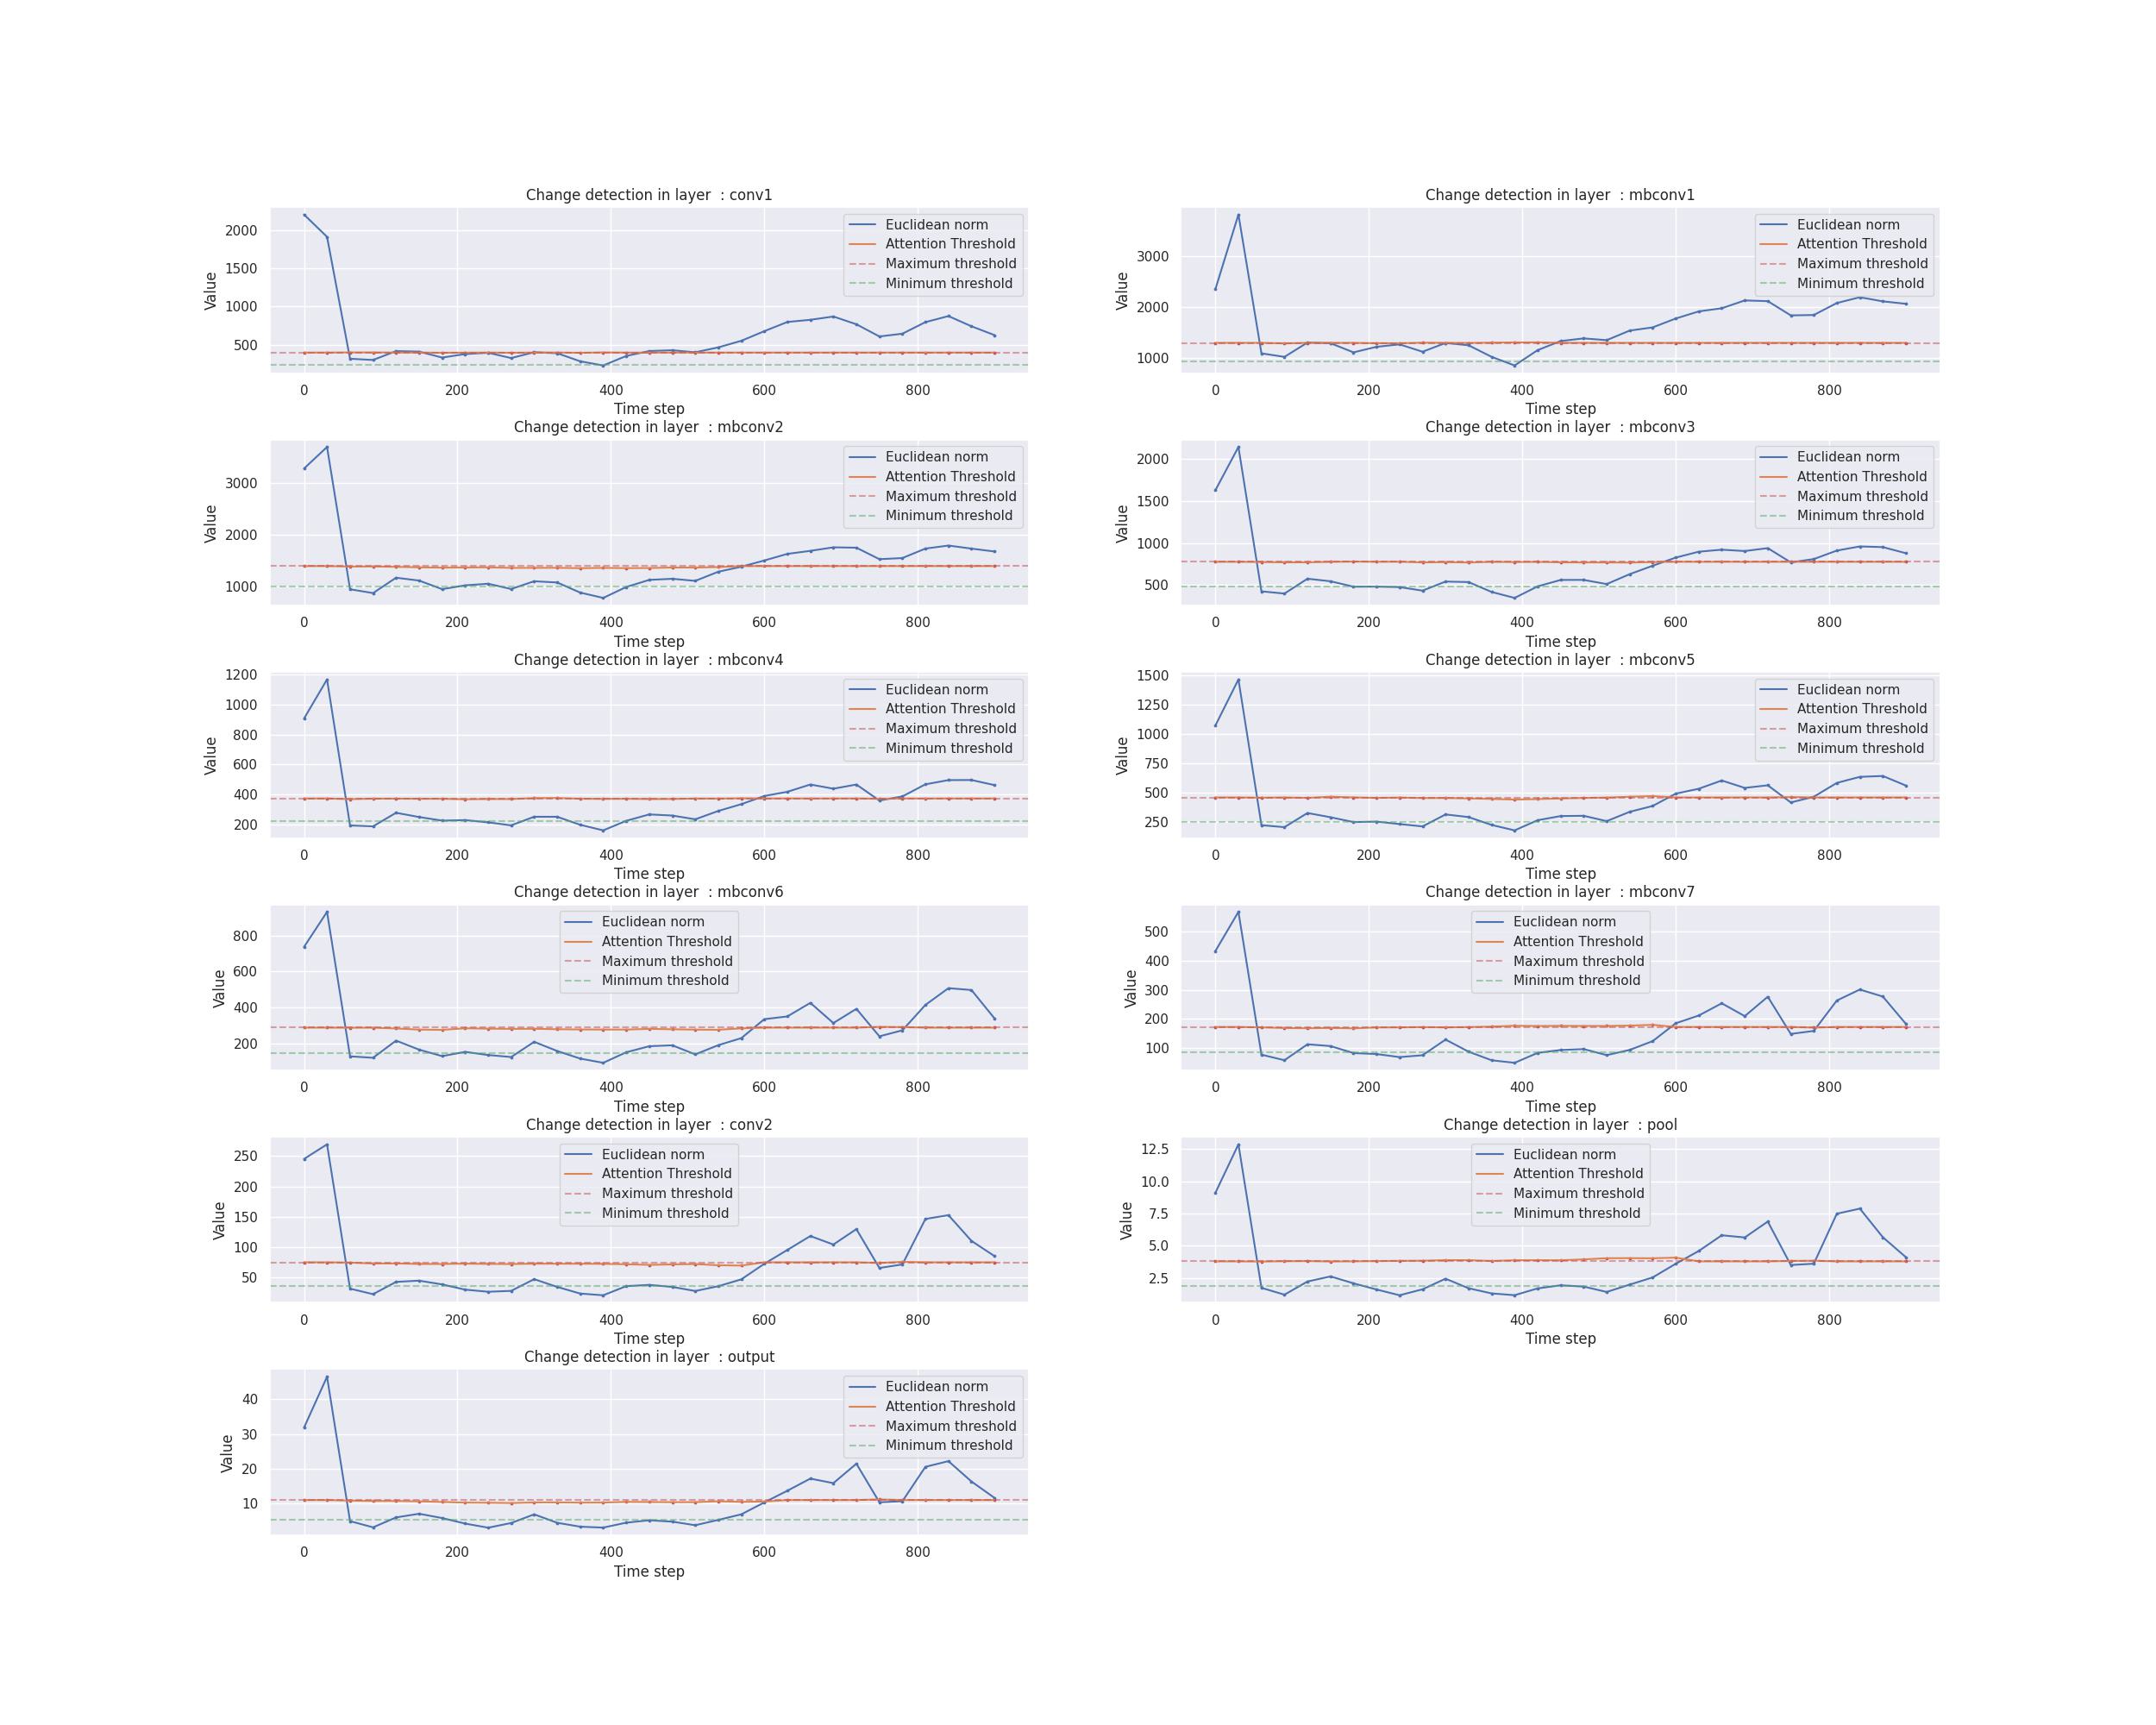 Change detection in layer  : conv1
Value
2000
1500
1000
500
Euclidean norm
Attention Threshold
Maximum threshold
Minimum threshold
0 200 400 600 800
Time step
Change detection in layer  : mbconv1
Value
3000
2000
1000
Euclidean norm
Attention Threshold
Maximum threshold
Minimum threshold
0 200 400 600 800
Time step
Change detection in layer  : mbconv2
Value
3000
2000
1000
Euclidean norm
Attention Threshold
Maximum threshold
Minimum threshold
0 200 400 600 800
Time step
Change detection in layer  : mbconv3
Value
2000
1500
1000
500
Euclidean norm
Attention Threshold
Maximum threshold
Minimum threshold
0 200 400 600 800
Time step
Change detection in layer  : mbconv4
Value
1200
1000
800
600
400
200
Euclidean norm
Attention Threshold
Maximum threshold
Minimum threshold
0 200 400 600 800
Time step
Change detection in layer  : mbconv5
Value
1500
1250
1000
750
500
250
Euclidean norm
Attention Threshold
Maximum threshold
Minimum threshold
0 200 400 600 800
Time step
Change detection in layer  : mbconv6
Value
800
600
400
200
Euclidean norm
Attention Threshold
Maximum threshold
Minimum threshold
0 200 400 600 800
Time step
Change detection in layer  : mbconv7
Value
500
400
300
200
100
Euclidean norm
Attention Threshold
Maximum threshold
Minimum threshold
0 200 400 600 800
Time step
Change detection in layer  : conv2
Value
250
200
150
100
50
Euclidean norm
Attention Threshold
Maximum threshold
Minimum threshold
0 200 400 600 800
Time step
Change detection in layer  : pool
Value
12.5
10.0
7.5
5.0
2.5
Euclidean norm
Attention Threshold
Maximum threshold
Minimum threshold
0 200 400 600 800
Time step
Change detection in layer  : output
Value
40
30
20
10
Euclidean norm
Attention Threshold
Maximum threshold
Minimum threshold
0 200 400 600 800
Time step